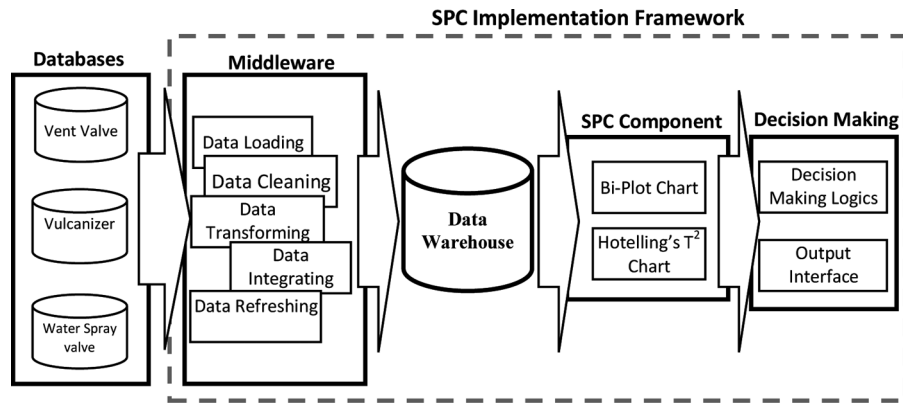 SPC Implementation Framework
Databases
Vent Valve
Vulcanizer
Water Spray
valve
Middleware
Data Loading
Data Cleaning
Data
Transforming
Data
Integrating
Data Refreshing
Data
Warehouse
SPC Component
Bi-Plot Chart
Hotelling's T²
Chart
Decision Making
Decision
Making Logics
Output
Interface